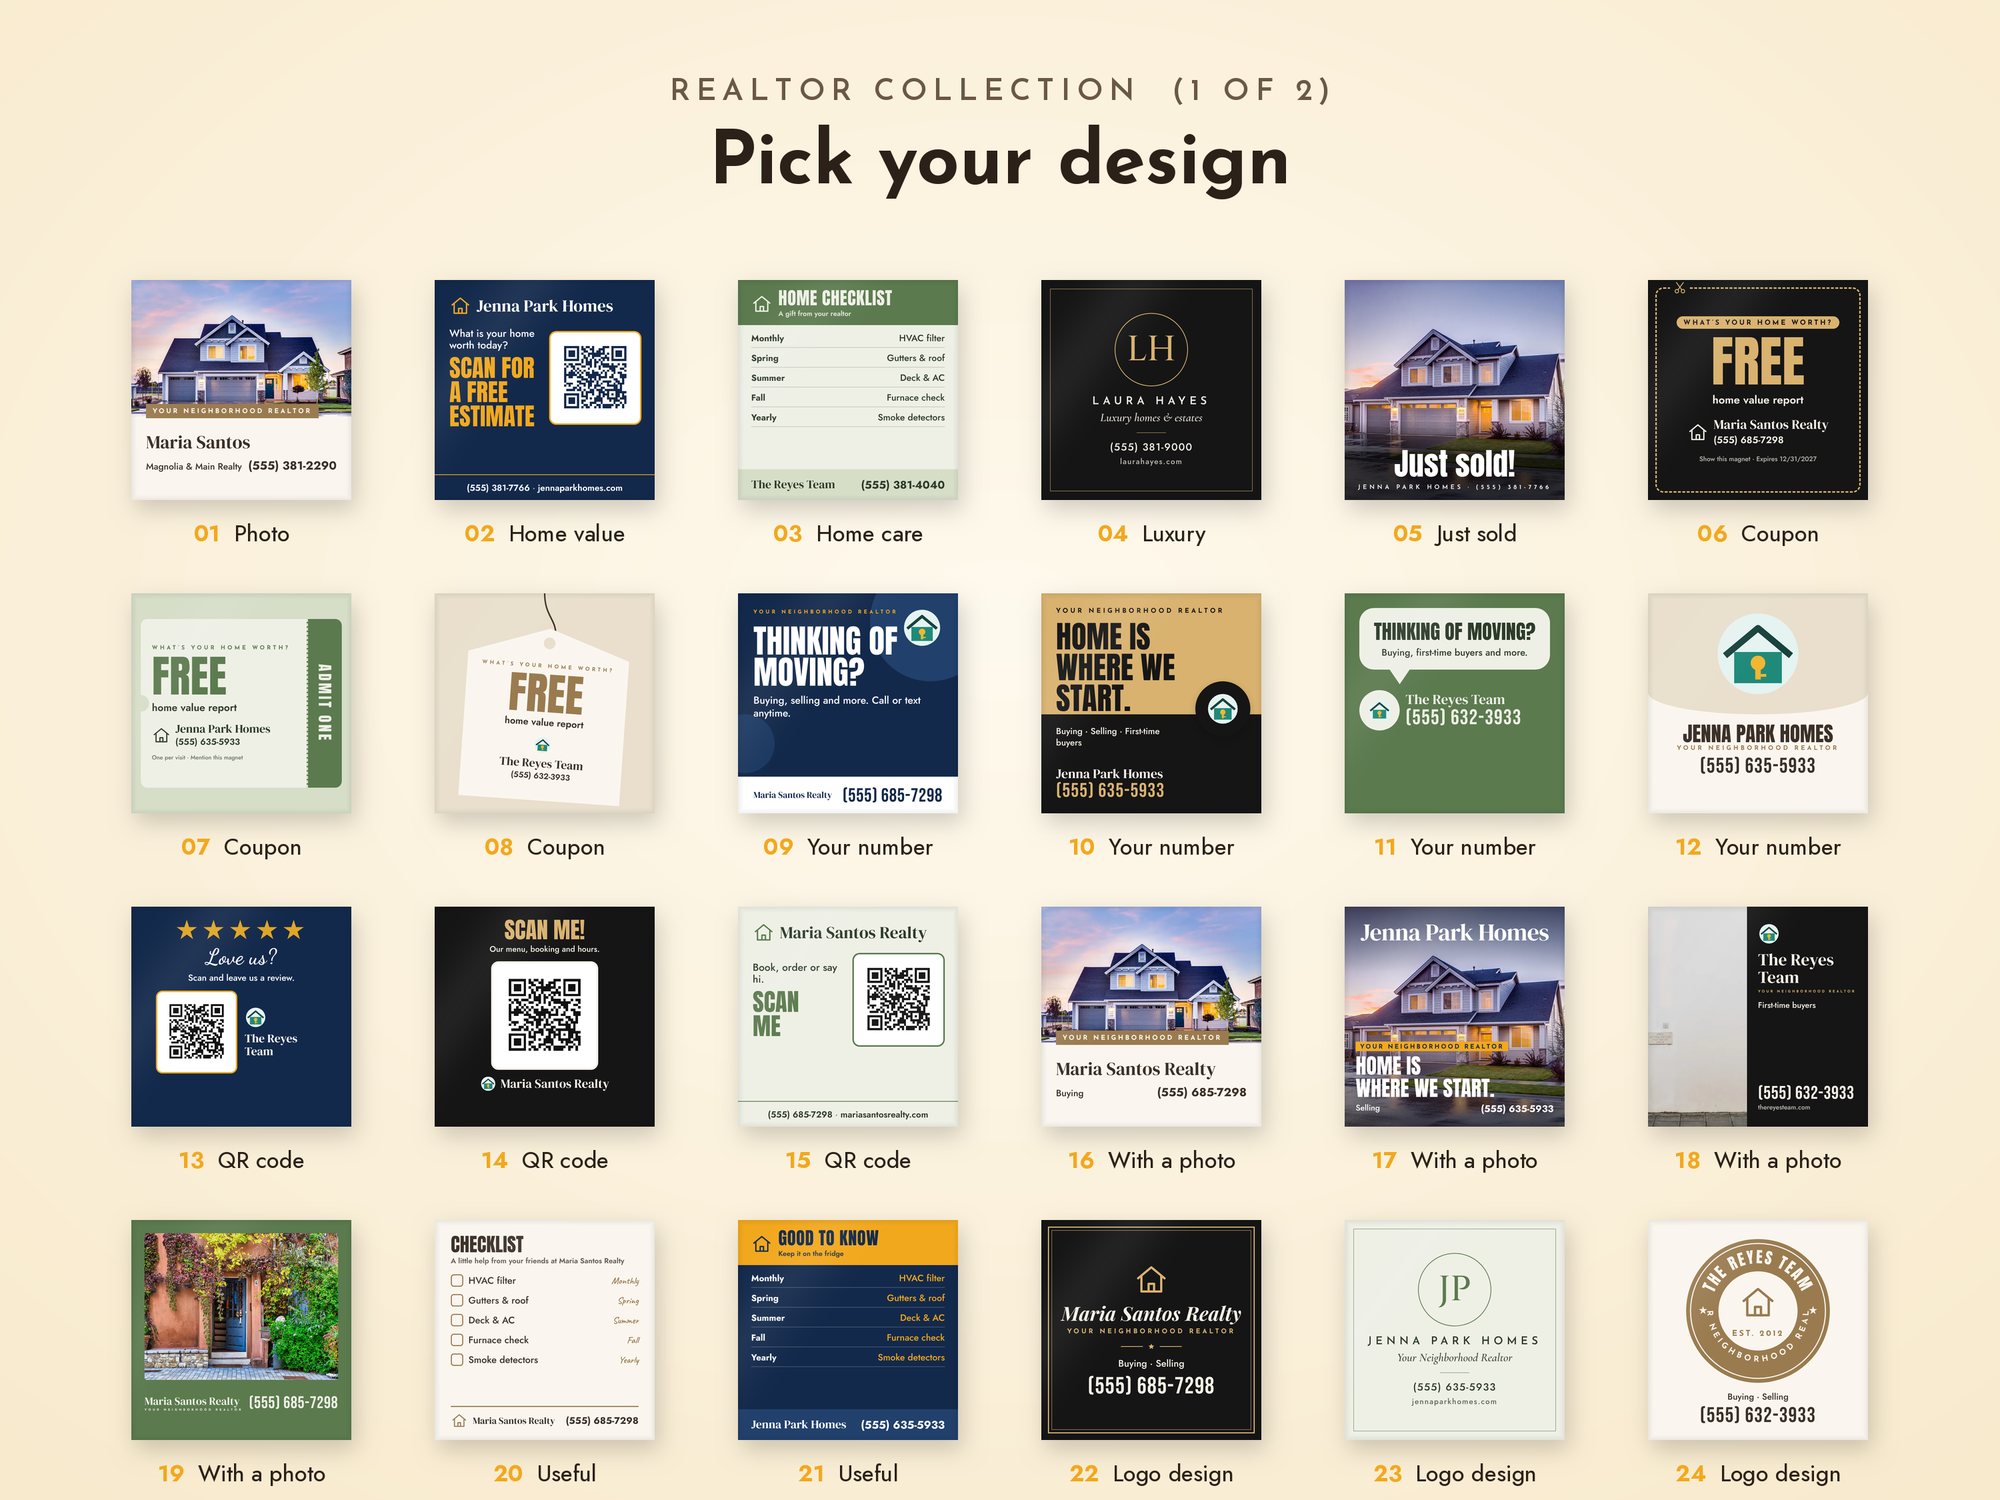 REALTOR COLLECTION (1 OF 2)
Pick your design
YOUR NEIGHBORHOOD REALTOR
Maria Santos
Magnolia & Main Realty (555) 381-2290
01 Photo
Jenna Park Homes
What is your home
worth today?
SCAN FOR
A FREE
ESTIMATE
(555) 381-7766 · jennaparkhomes.com
02 Home value
HOME CHECKLIST
A gift from your realtor
Monthly HVAC filter
Spring Gutters & roof
Summer Deck & AC
Fall Furnace check
Yearly Smoke detectors
The Reyes Team (555) 381-4040
03 Home care
LH
LAURA HAYES
Luxury homes & estates
(555) 381-9000
laurahayes.com
04 Luxury
Just sold!
JENNA PARK HOMES · (555) 381-7766
05 Just sold
WHAT'S YOUR HOME WORTH?
FREE
home value report
Maria Santos Realty
(555) 685-7298
Show this magnet · Expires 12/31/2027
06 Coupon
WHAT'S YOUR HOME WORTH?
FREE
home value report
Jenna Park Homes
(555) 635-5933
One per visit · Mention this magnet
ADMIT ONE
07 Coupon
WHAT'S YOUR HOME WORTH?
FREE
home value report
The Reyes Team
(555) 632-3933
08 Coupon
YOUR NEIGHBORHOOD REALTOR
THINKING OF
MOVING?
Buying, selling and more. Call or text
anytime.
Maria Santos Realty (555) 685-7298
09 Your number
YOUR NEIGHBORHOOD REALTOR
HOME IS
WHERE WE
START.
Buying · Selling · First-time
buyers
Jenna Park Homes
(555) 635-5933
10 Your number
THINKING OF MOVING?
Buying, first-time buyers and more.
The Reyes Team
(555) 632-3933
11 Your number
JENNA PARK HOMES
YOUR NEIGHBORHOOD REALTOR
(555) 635-5933
12 Your number
Love us?
Scan and leave us a review.
The Reyes
Team
13 QR code
SCAN ME!
Our menu, booking and hours.
Maria Santos Realty
14 QR code
Maria Santos Realty
Book, order or say
hi.
SCAN
ME
(555) 685-7298 · mariasantosrealty.com
15 QR code
YOUR NEIGHBORHOOD REALTOR
Maria Santos Realty
Buying (555) 685-7298
16 With a photo
Jenna Park Homes
YOUR NEIGHBORHOOD REALTOR
HOME IS
WHERE WE START.
Selling (555) 635-5933
17 With a photo
The Reyes
Team
YOUR NEIGHBORHOOD REALTOR
First-time buyers
(555) 632-3933
thereyesteam.com
18 With a photo
Maria Santos Realty (555) 685-7298
YOUR NEIGHBORHOOD REALTOR
19 With a photo
CHECKLIST
A little help from your friends at Maria Santos Realty
HVAC filter Monthly
Gutters & roof Spring
Deck & AC Summer
Furnace check Fall
Smoke detectors Yearly
Maria Santos Realty (555) 685-7298
20 Useful
GOOD TO KNOW
Keep it on the fridge
Monthly HVAC filter
Spring Gutters & roof
Summer Deck & AC
Fall Furnace check
Yearly Smoke detectors
Jenna Park Homes (555) 635-5933
21 Useful
Maria Santos Realty
YOUR NEIGHBORHOOD REALTOR
Buying · Selling
(555) 685-7298
22 Logo design
JP
JENNA PARK HOMES
Your Neighborhood Realtor
(555) 635-5933
jennaparkhomes.com
23 Logo design
THE REYES TEAM
EST. 2012
R NEIGHBORHOOD REAL
Buying · Selling
(555) 632-3933
24 Logo design